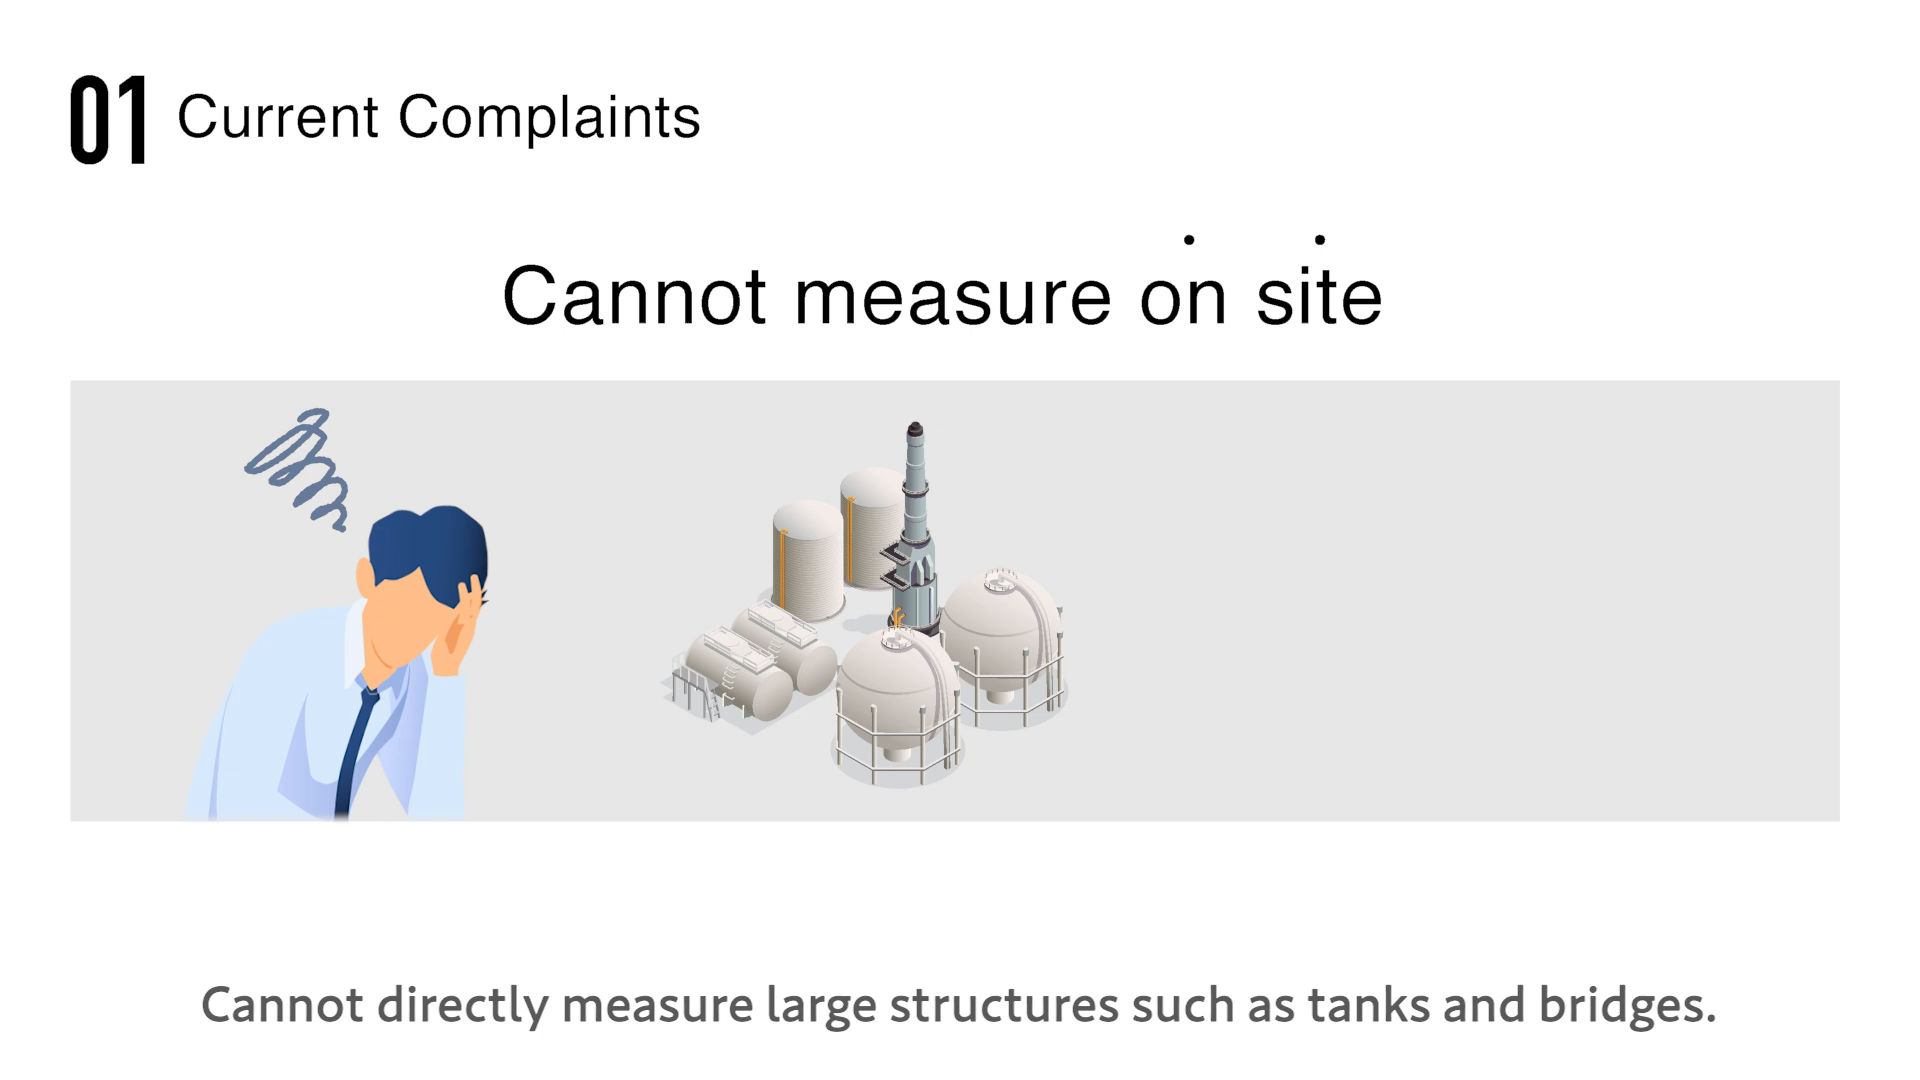 01 Current Complaints
Cannot measure on site
Cannot directly measure large structures such as tanks and bridges.